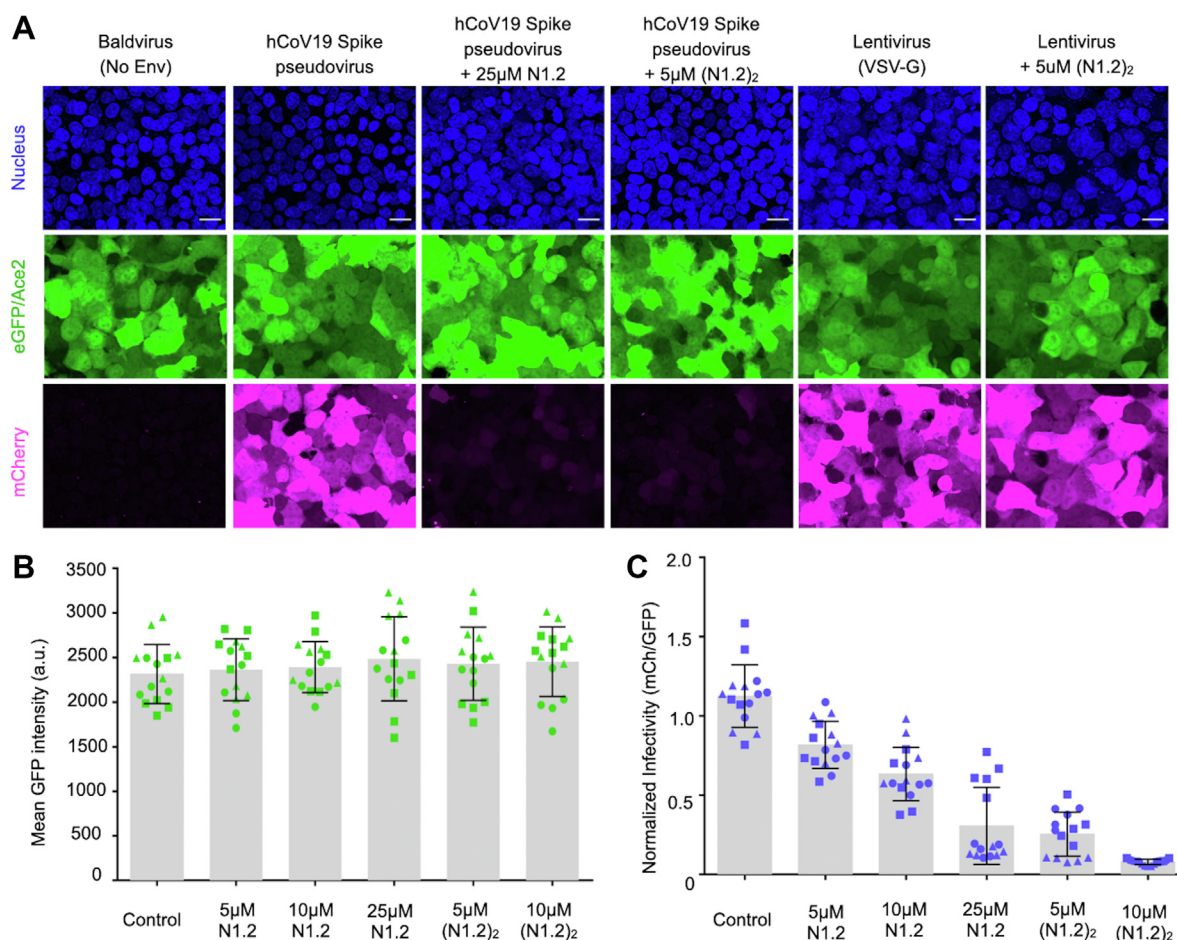 A
Baldvirus
(No Env)
hCoV19 Spike
pseudovirus
hCoV19 Spike
pseudovirus
+ 25µM N1.2
hCoV19 Spike
pseudovirus
+ 5µM (N1.2)₂
Lentivirus
(VSV-G)
Lentivirus
+ 5uM (N1.2)₂
Nucleus
eGFP/Ace2
mCherry
B
Mean GFP intensity (a.u.)
3500
3000
2500
2000
1500
1000
500
0
Control
5µM
N1.2
10µM
N1.2
25µM
N1.2
5µM
(N1.2)₂
10µM
(N1.2)₂
C
Normalized Infectivity (mCh/GFP)
2.0
1.5
1.0
0.5
0
Control
5µM
N1.2
10µM
N1.2
25µM
N1.2
5µM
(N1.2)₂
10µM
(N1.2)₂